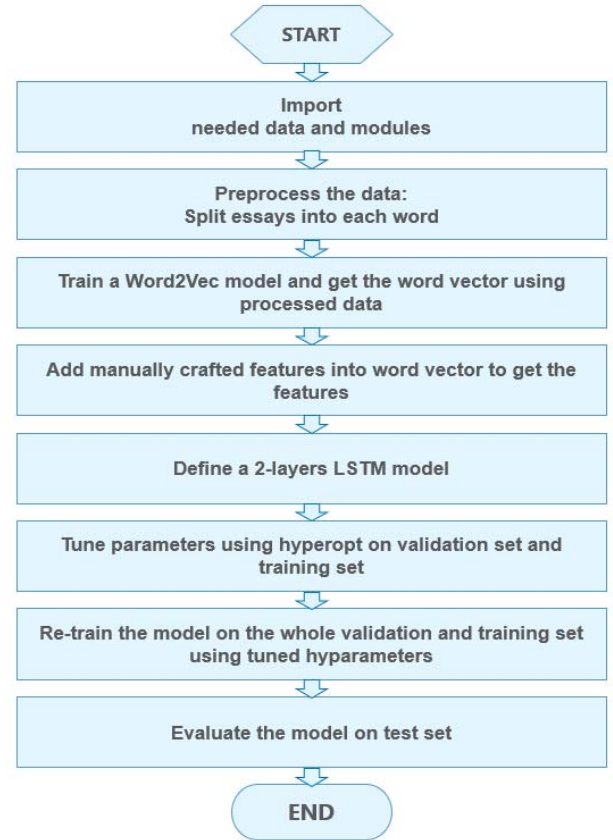 START
Import
needed data and modules
Preprocess the data:
Split essays into each word
Train a Word2Vec model and get the word vector using
processed data
Add manually crafted features into word vector to get the
features
Define a 2-layers LSTM model
Tune parameters using hyperopt on validation set and
training set
Re-train the model on the whole validation and training set
using tuned hyparameters
Evaluate the model on test set
END